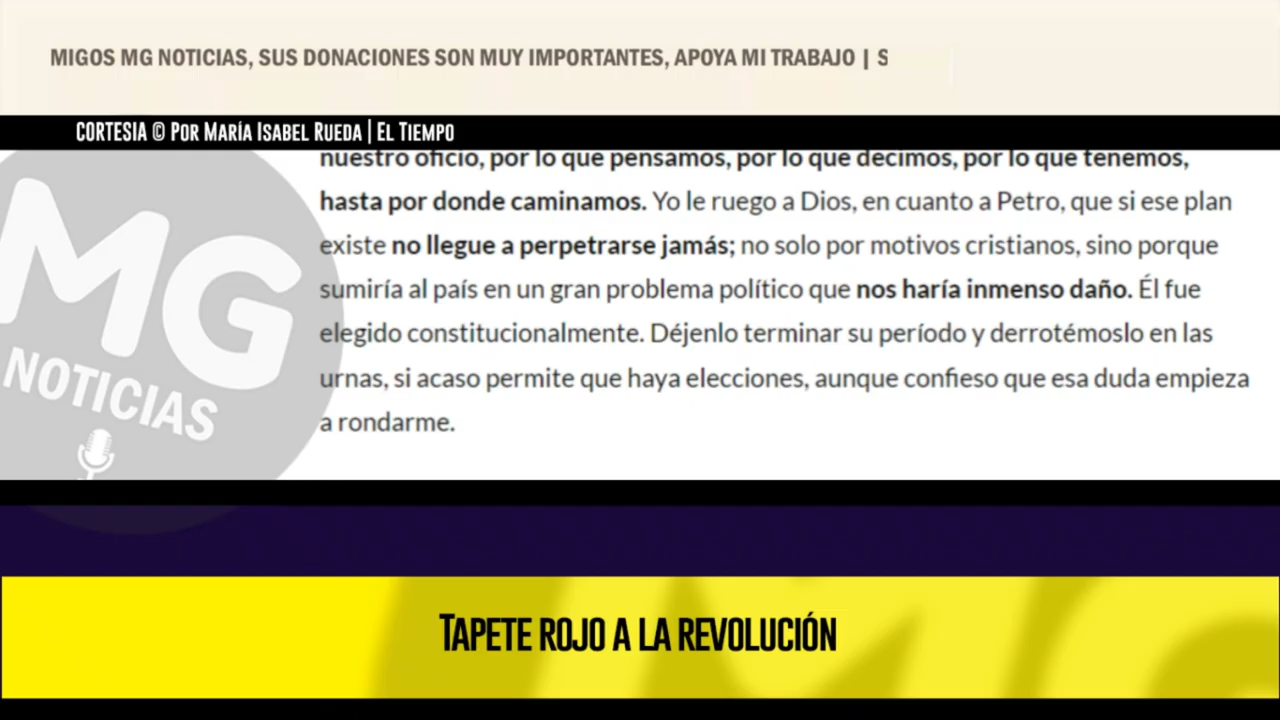 MIGOS MG NOTICIAS, SUS DONACIONES SON MUY IMPORTANTES, APOYA MI TRABAJO | S
CORTESIA © Por María Isabel Rueda | El Tiempo
nuestro oficio, por lo que pensamos, por lo que decimos, por lo que tenemos,
hasta por donde caminamos. Yo le ruego a Dios, en cuanto a Petro, que si ese plan
existe no llegue a perpetrarse jamás; no solo por motivos cristianos, sino porque
sumiría al país en un gran problema político que nos haría inmenso daño. Él fue
elegido constitucionalmente. Déjenlo terminar su período y derrotémoslo en las
urnas, si acaso permite que haya elecciones, aunque confieso que esa duda empieza
a rondarme.
MG
NOTICIAS
Tapete rojo a la revolución